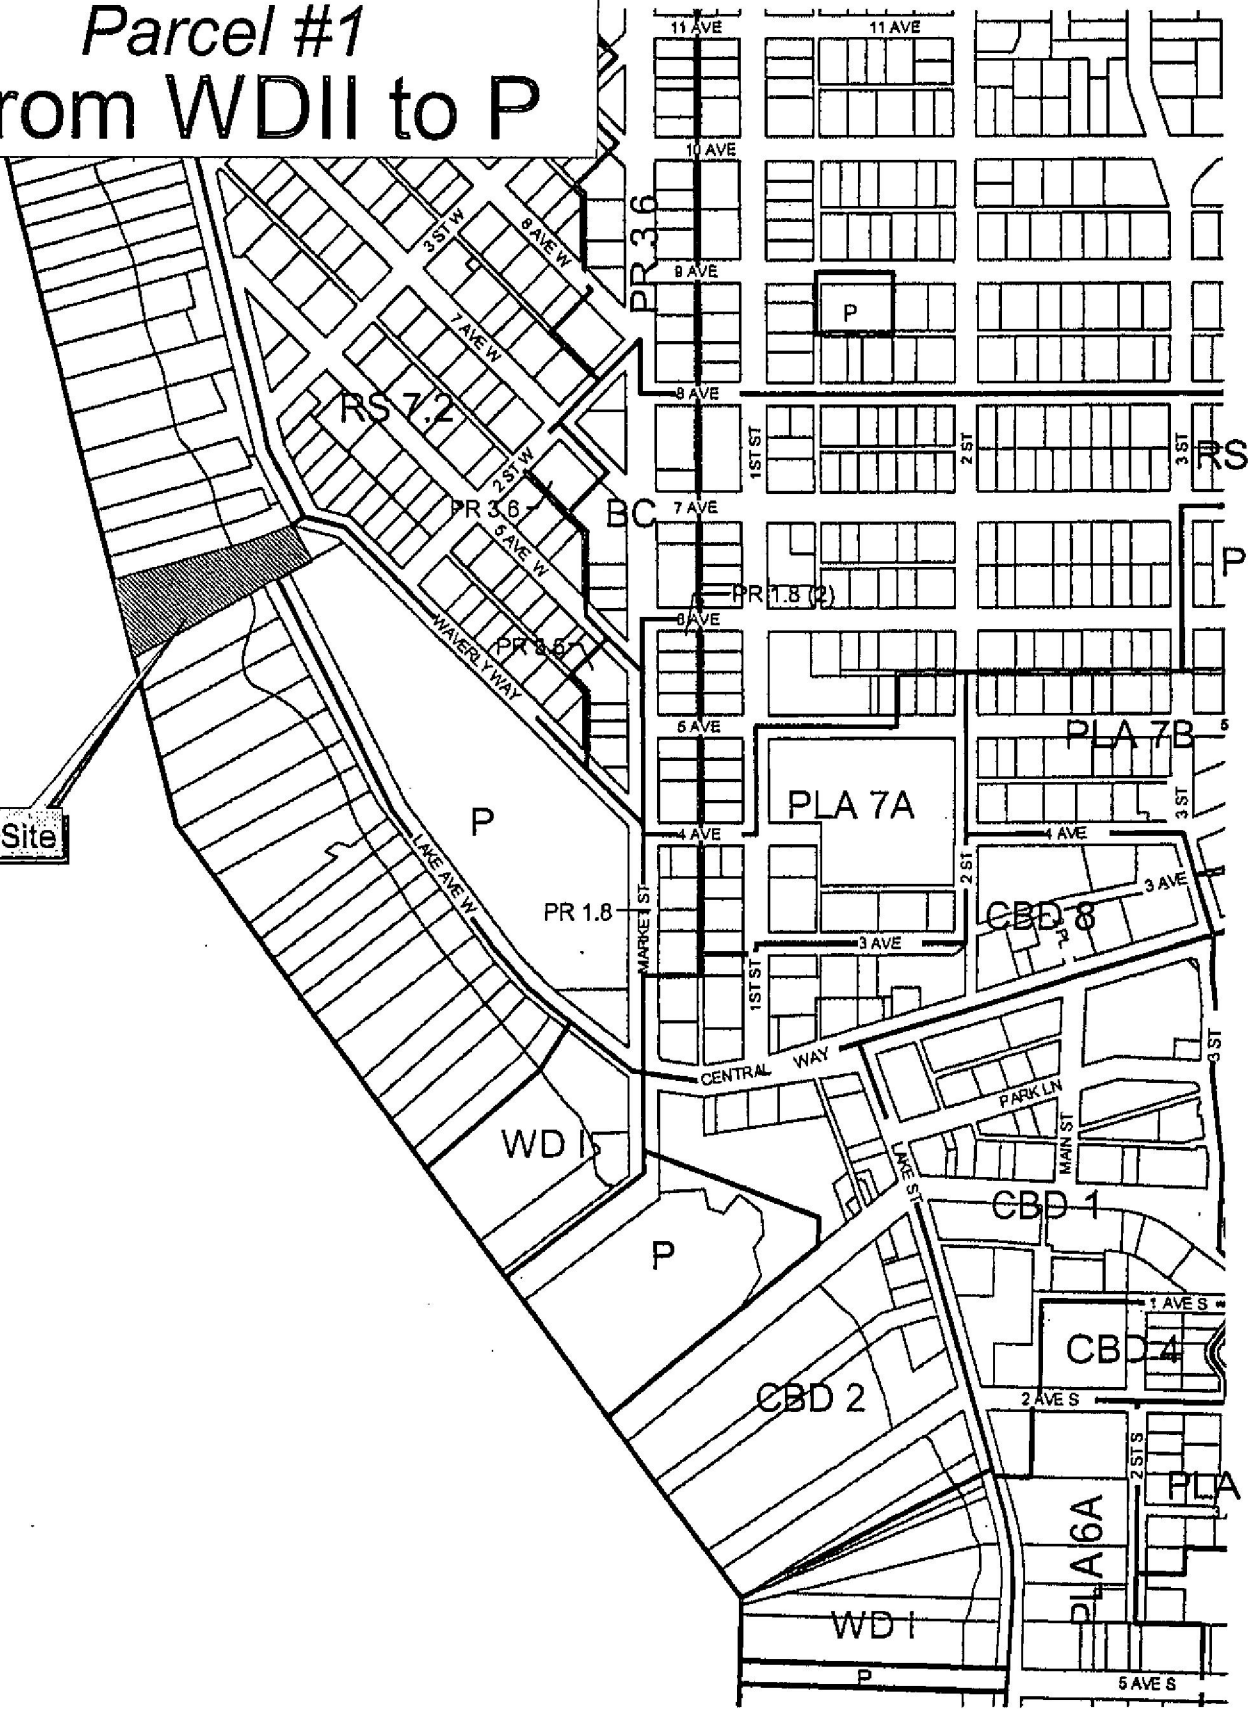 Parcel #1
rom WDII to P
11 AVE
11 AVE
10 AVE
3 ST W
8 AVE W
PR 3.6
9 AVE
P
7 AVE W
8 AVE
RS 7.2
1ST ST
2 ST
3 ST
RS
2 ST W
PR 3.6
BC
7 AVE
5 AVE W
P
PR 1.8 (2)
6 AVE
WAVERLY WAY
5 AVE
PLA 7B
5
P
PLA 7A
3 ST
Site
4 AVE
4 AVE
LAKE AVE W
2 ST
3 AVE
PR 1.8
MARKET ST
CBD 8
3 AVE
1ST ST
CENTRAL WAY
3 ST
PARK LN
MAIN ST
WD I
LAKE ST
CBD 1
P
1 AVE S
CBD 4
CBD 2
2 AVE S
2 ST S
PLA
PLA 6A
WD I
P
5 AVE S